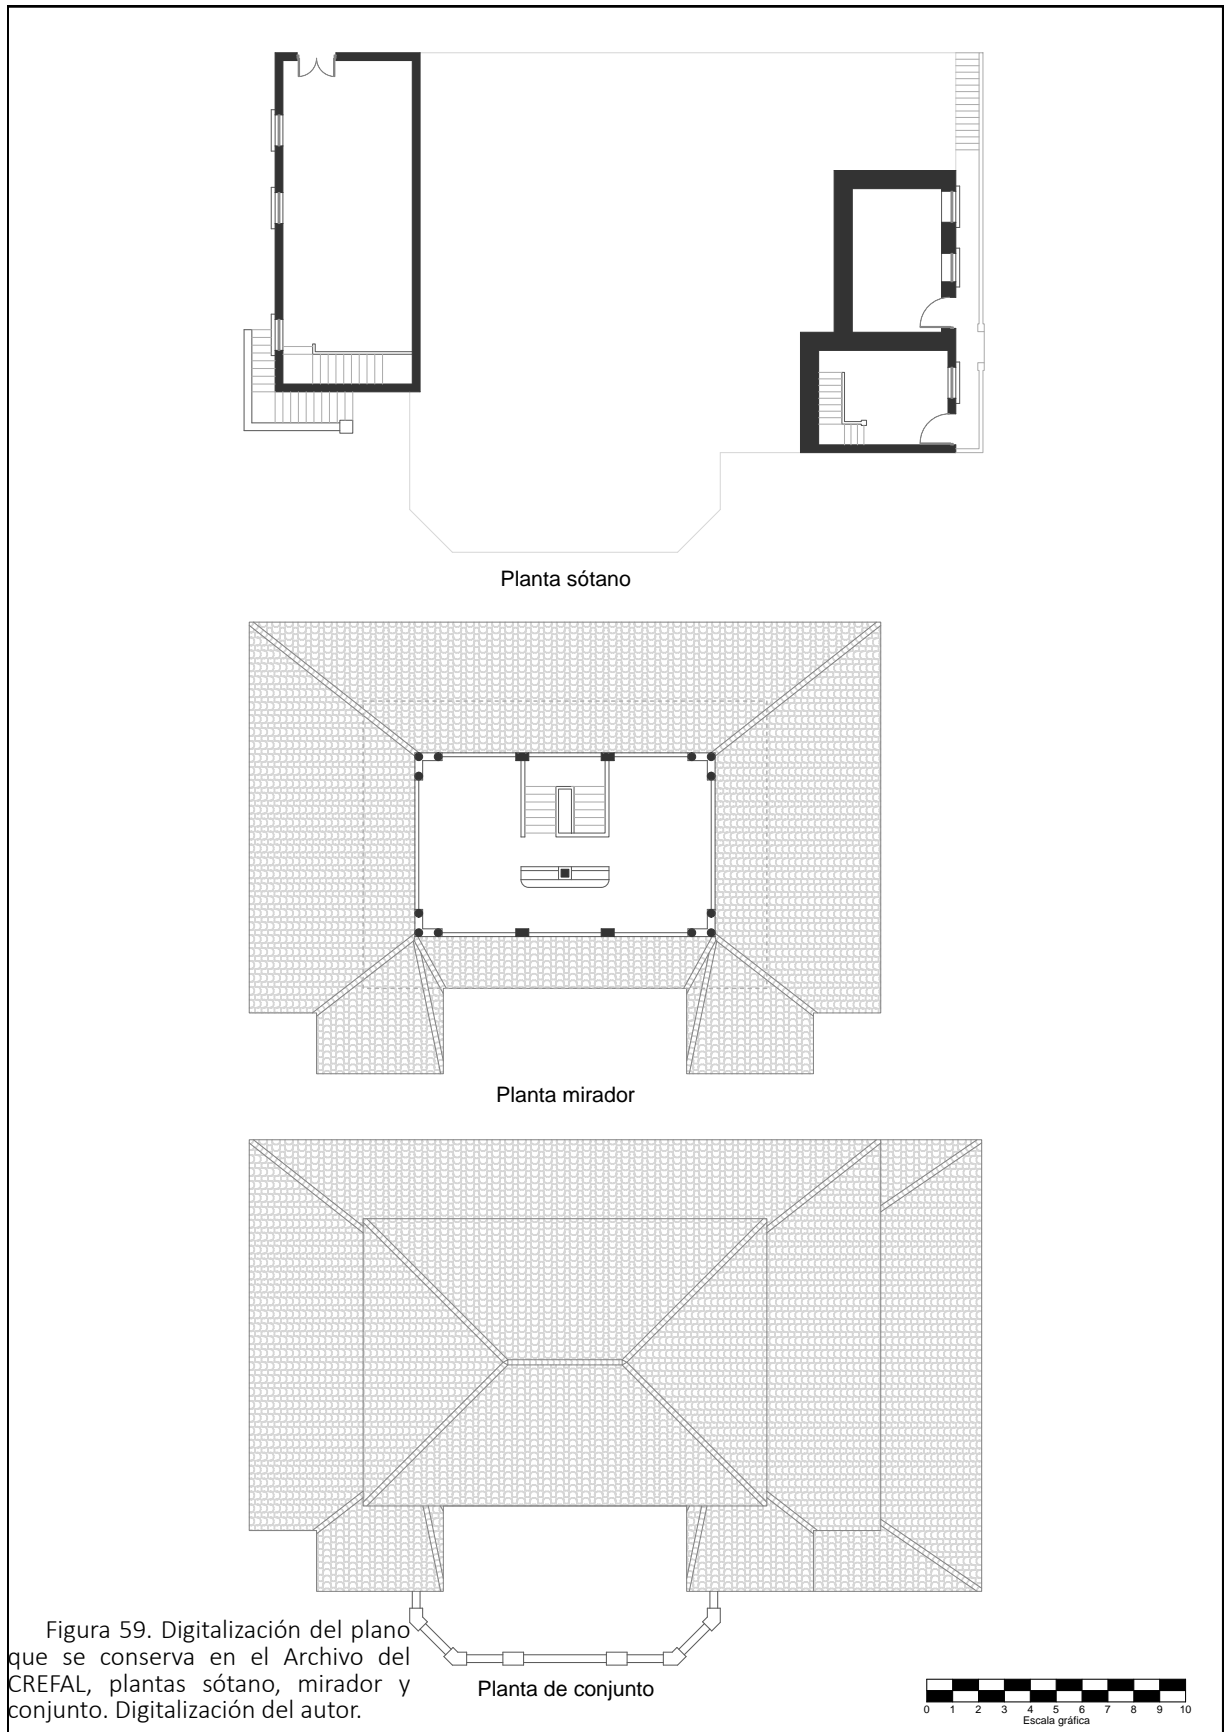 Planta sótano
Planta mirador
Figura 59. Digitalización del plano
que se conserva en el Archivo del
CREFAL, plantas sótano, mirador y
conjunto. Digitalización del autor.
Planta de conjunto
0 1 2 3 4 5 6 7 8 9 10
Escala gráfica